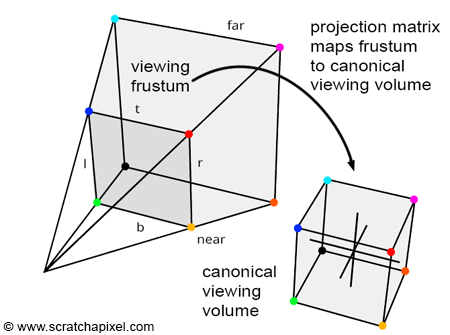 far
projection matrix
maps frustum
to canonical
viewing volume
viewing
frustum
t
l
r
b
near
canonical
viewing
volume
© www.scratchapixel.com